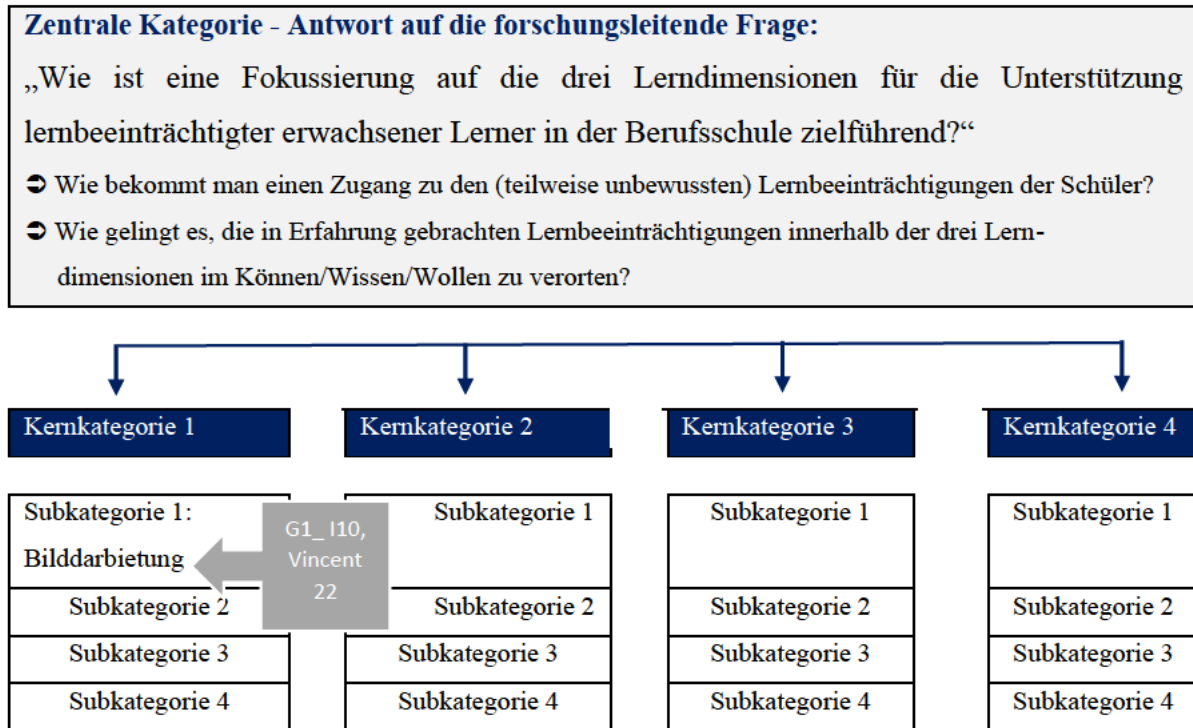 Zentrale Kategorie - Antwort auf die forschungsleitende Frage:
„Wie ist eine Fokussierung auf die drei Lerndimensionen für die Unterstützung
lernbeeinträchtigter erwachsener Lerner in der Berufsschule zielführend?“
➲ Wie bekommt man einen Zugang zu den (teilweise unbewussten) Lernbeeinträchtigungen der Schüler?
➲ Wie gelingt es, die in Erfahrung gebrachten Lernbeeinträchtigungen innerhalb der drei Lern-
dimensionen im Können/Wissen/Wollen zu verorten?
Kernkategorie 1
Kernkategorie 2
Kernkategorie 3
Kernkategorie 4
Subkategorie 1:
Bilddarbietung
G1_ I10,
Vincent
22
Subkategorie 1
Subkategorie 1
Subkategorie 1
Subkategorie 2
Subkategorie 2
Subkategorie 2
Subkategorie 2
Subkategorie 3
Subkategorie 3
Subkategorie 3
Subkategorie 3
Subkategorie 4
Subkategorie 4
Subkategorie 4
Subkategorie 4